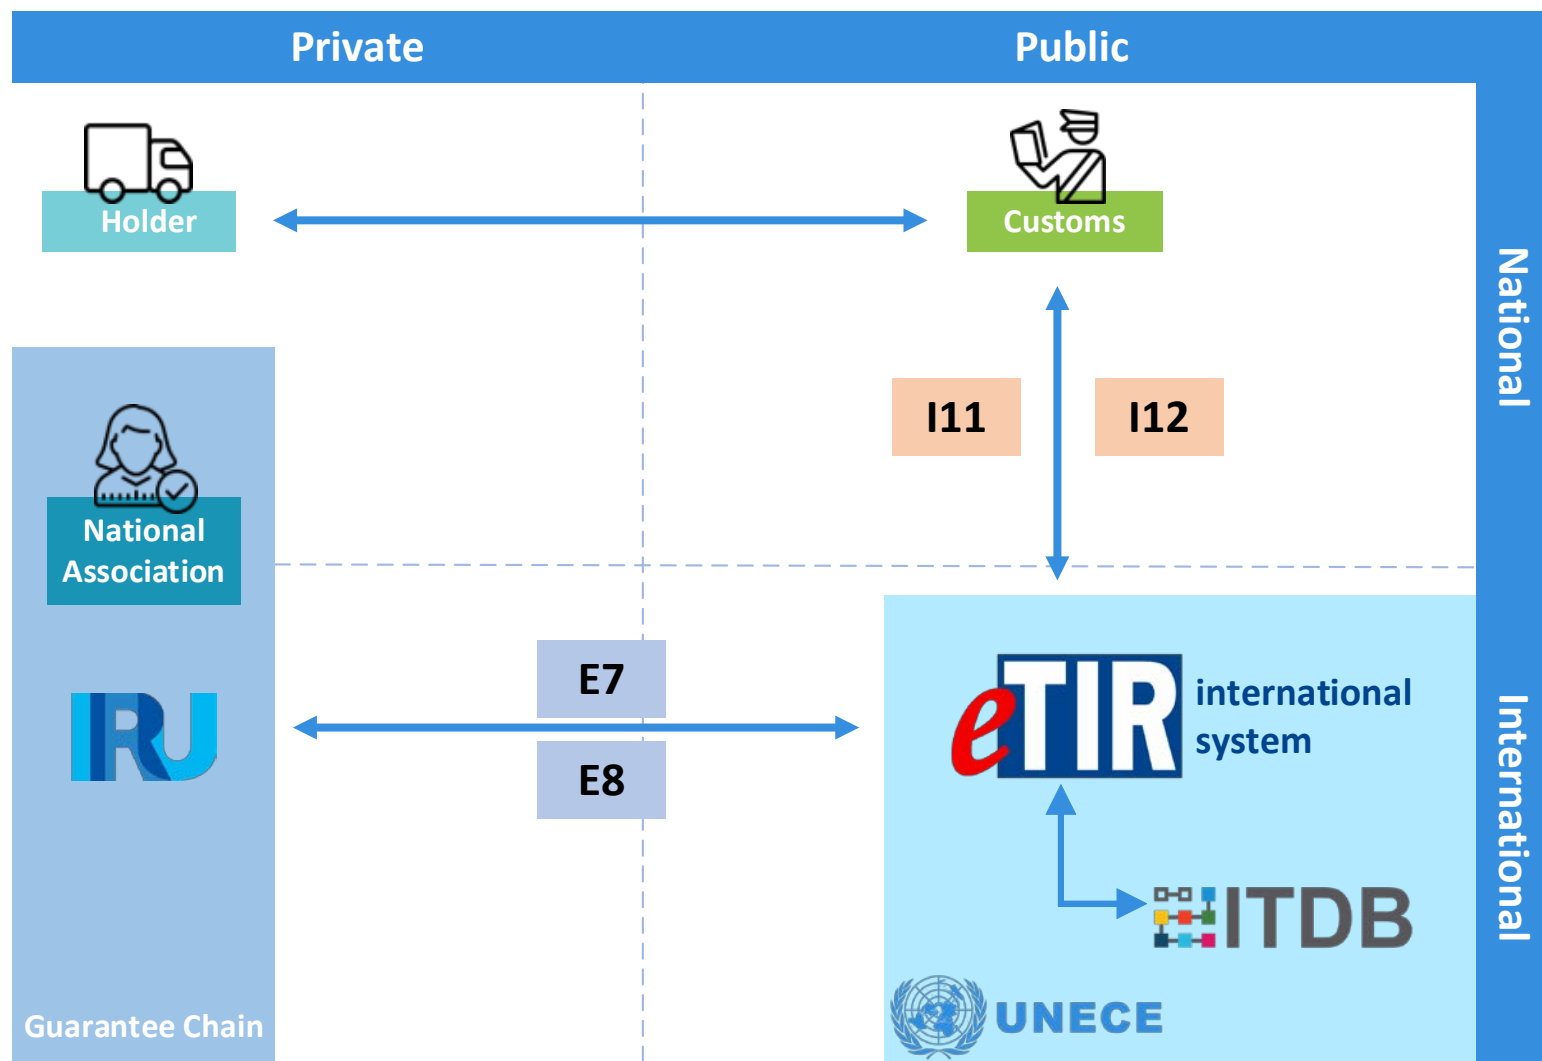 Private
Public
National
International
Holder
Customs
I11
I12
National
Association
IRU
E7
E8
eTIR
international
system
ITDB
Guarantee Chain
UNECE